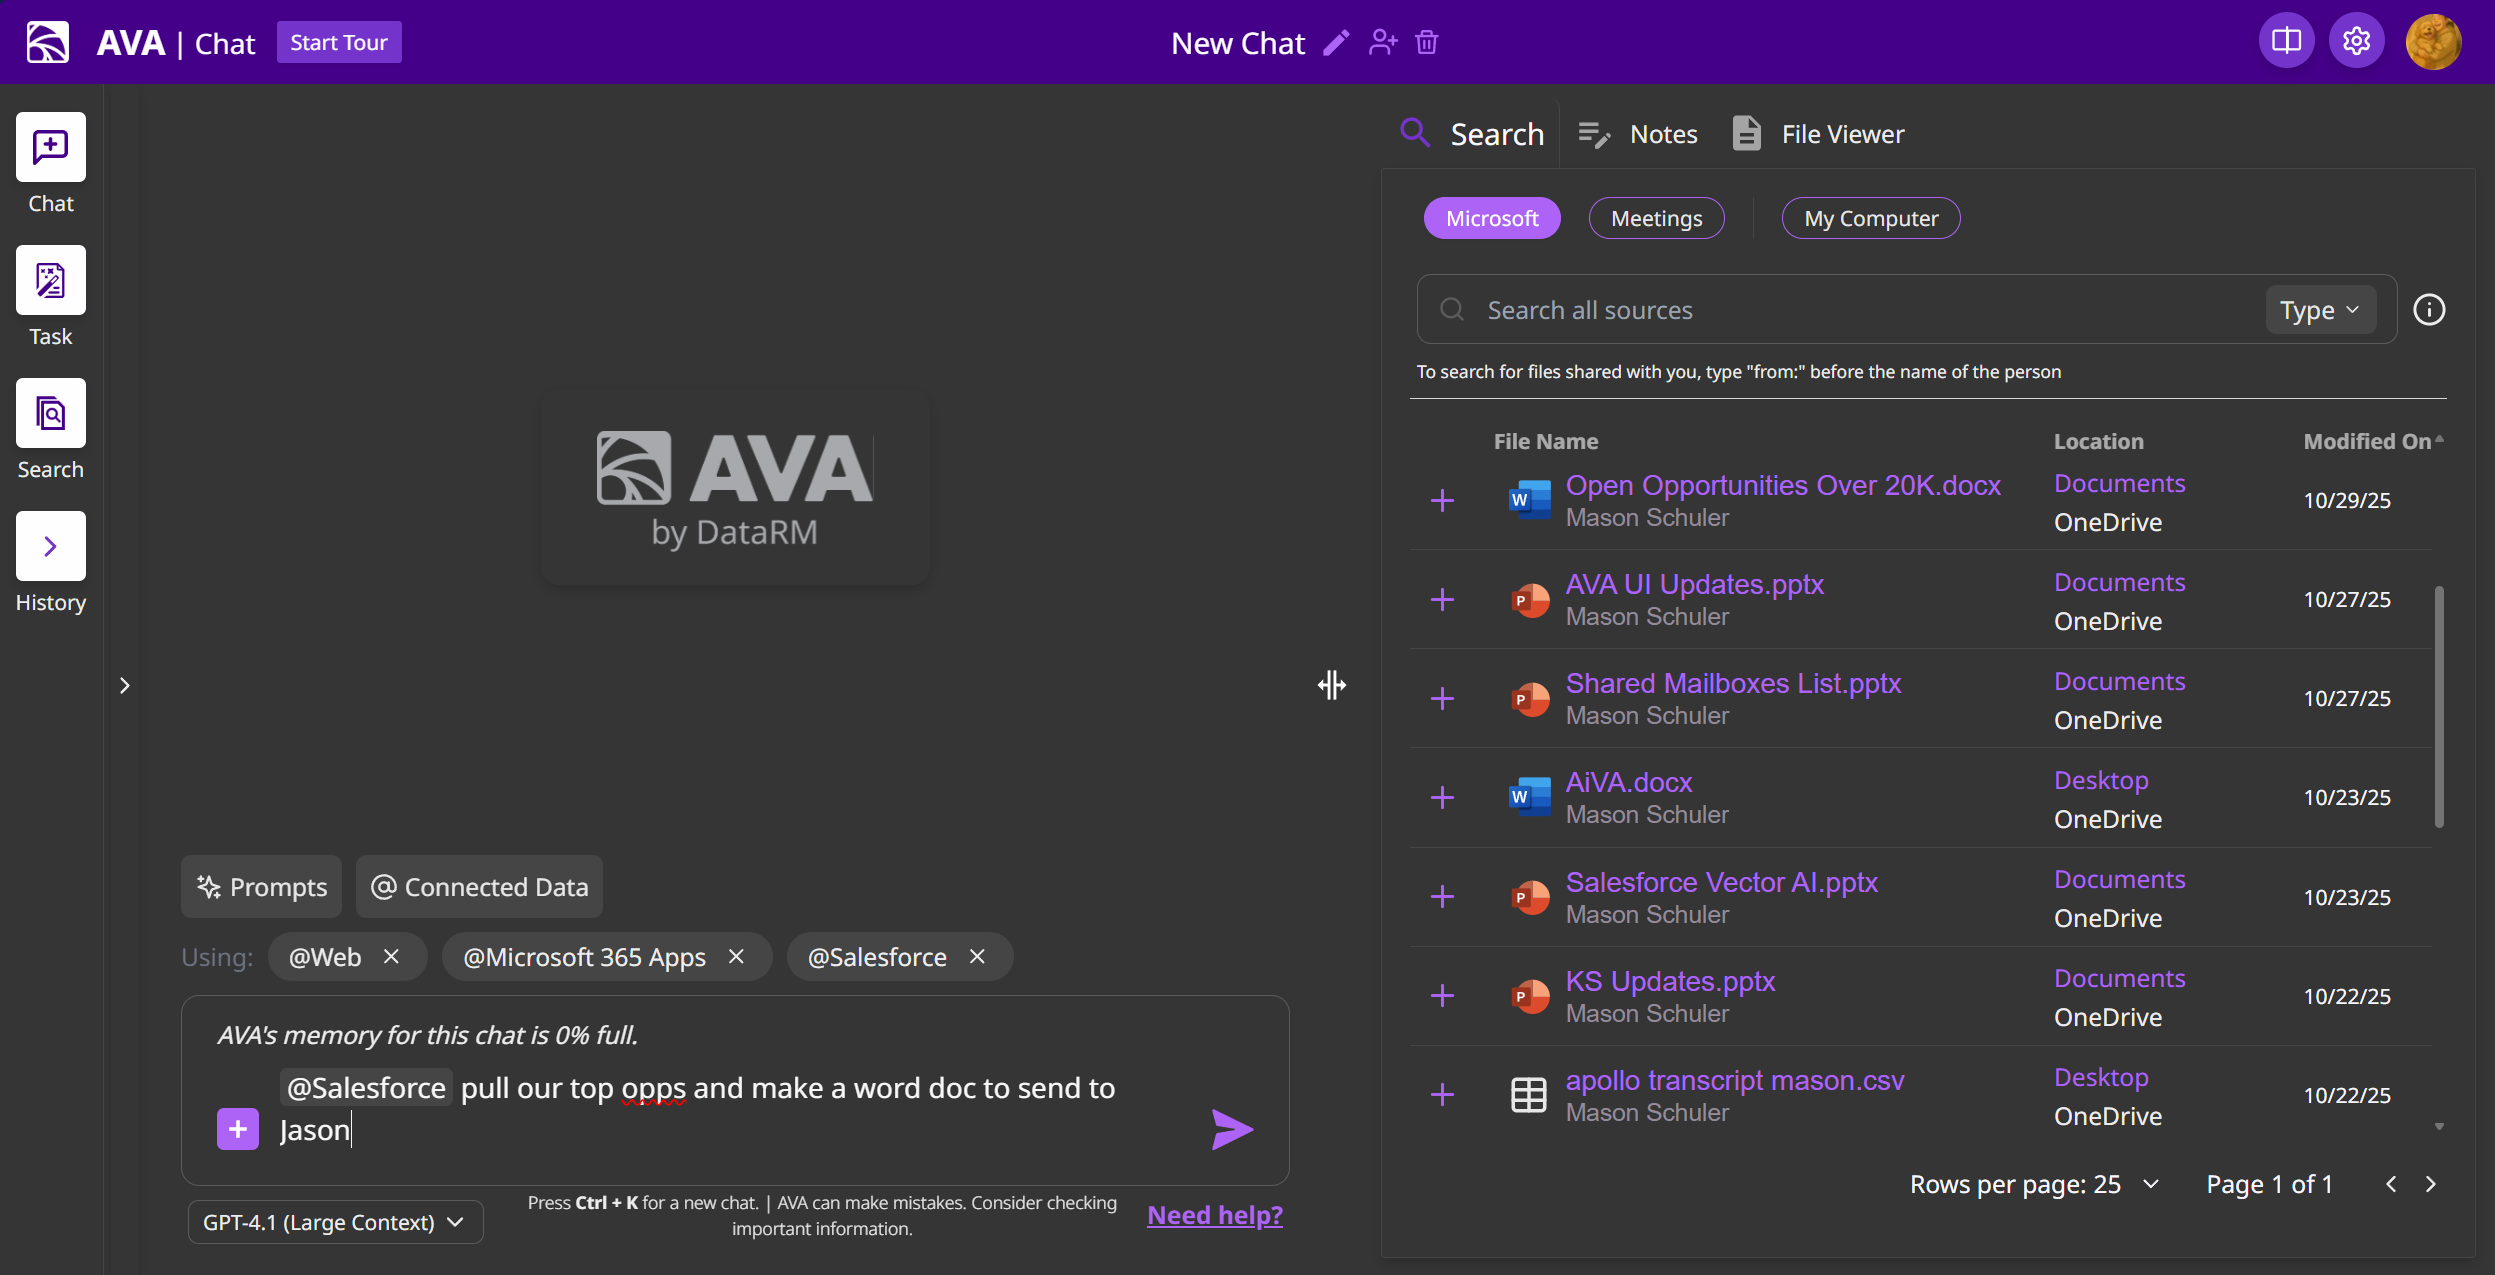 AVA | Chat
Start Tour
New Chat
Chat
Task
Search
History
AVA
by DataRM
Prompts
@ Connected Data
Using: @Web @Microsoft 365 Apps @Salesforce
AVA's memory for this chat is 0% full.
@Salesforce pull our top opps and make a word doc to send to
Jason
GPT-4.1 (Large Context)
Press Ctrl + K for a new chat. | AVA can make mistakes. Consider checking
important information.
Need help?
Search
Notes
File Viewer
Microsoft
Meetings
My Computer
Search all sources
Type
To search for files shared with you, type "from:" before the name of the person
File Name Location Modified On
Open Opportunities Over 20K.docx
Mason Schuler
Documents
OneDrive
10/29/25
AVA UI Updates.pptx
Mason Schuler
Documents
OneDrive
10/27/25
Shared Mailboxes List.pptx
Mason Schuler
Documents
OneDrive
10/27/25
AiVA.docx
Mason Schuler
Desktop
OneDrive
10/23/25
Salesforce Vector AI.pptx
Mason Schuler
Documents
OneDrive
10/23/25
KS Updates.pptx
Mason Schuler
Documents
OneDrive
10/22/25
apollo transcript mason.csv
Mason Schuler
Desktop
OneDrive
10/22/25
Rows per page: 25
Page 1 of 1